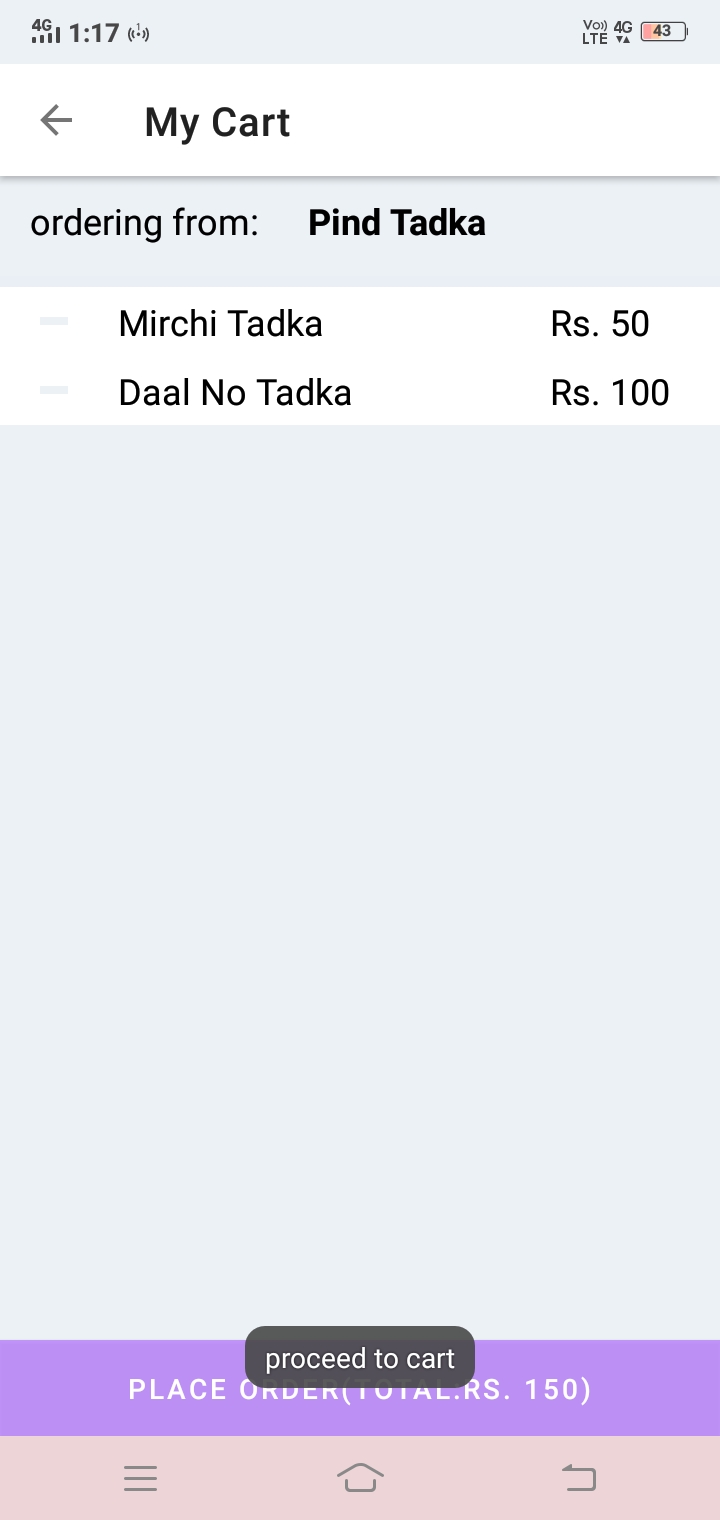 4G 1:17 Vo)) LTE 4G 43
My Cart
ordering from: Pind Tadka
Mirchi Tadka Rs. 50
Daal No Tadka Rs. 100
proceed to cart
PLACE ORDER(TOTAL:RS. 150)